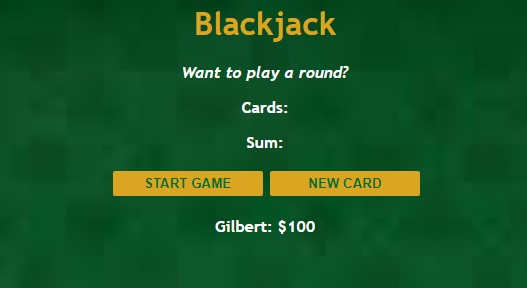 Blackjack
Want to play a round?
Cards:
Sum:
START GAME NEW CARD
Gilbert: $100